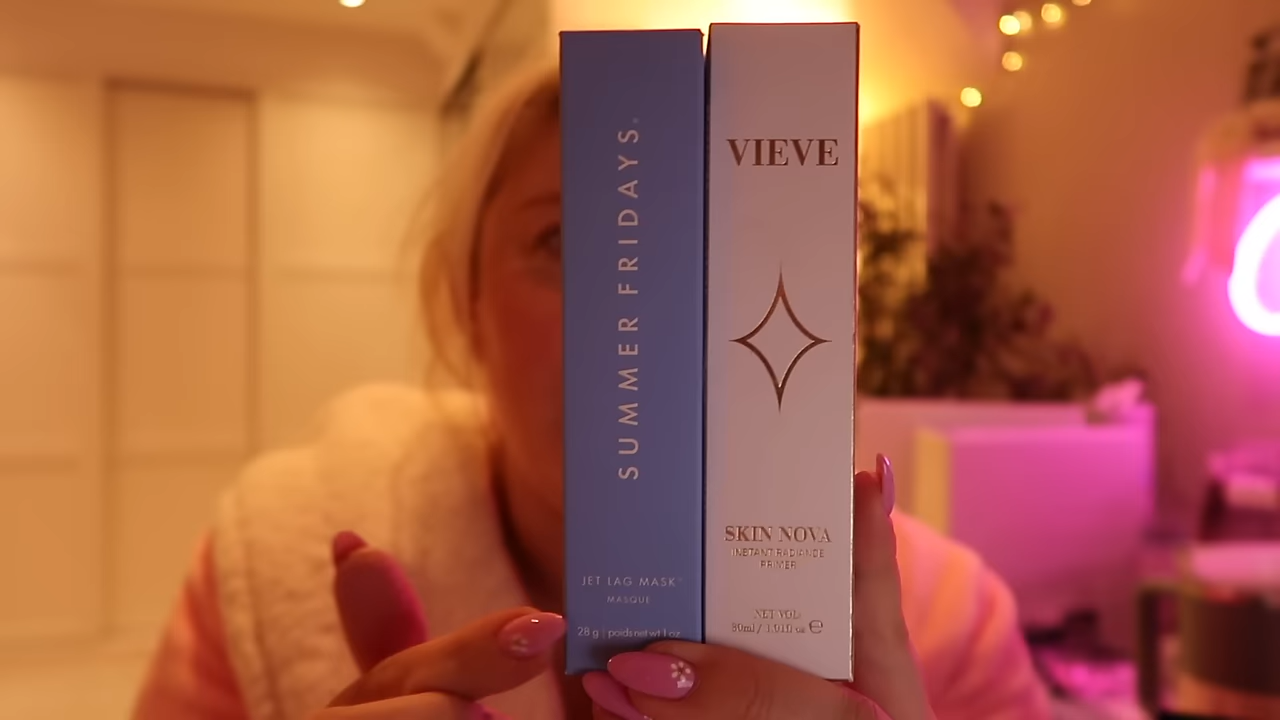 SUMMER FRIDAYS.
JET LAG MASK™
MASQUE
28 g | poids net wt 1 oz
VIEVE
SKIN NOVA
INSTANT RADIANCE
PRIMER
NET VOL:
30ml / 1.01fl oz ℮